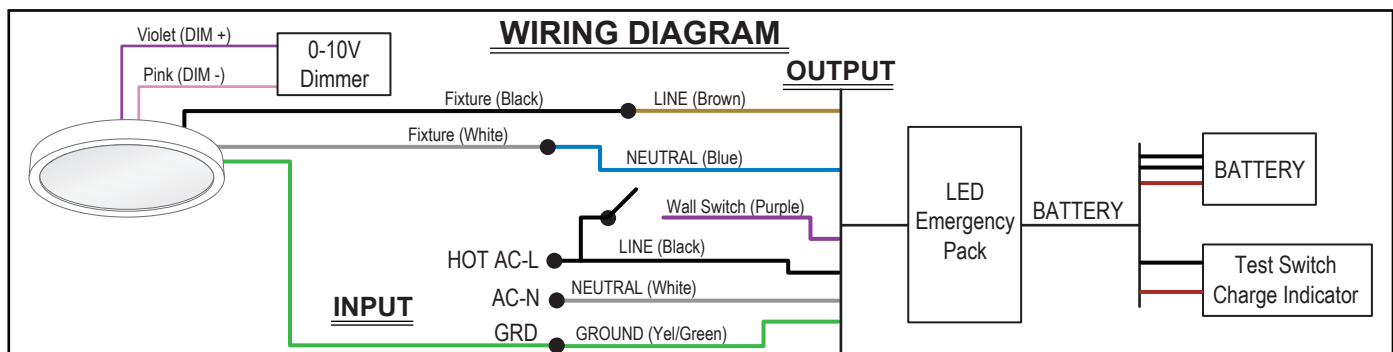 WIRING DIAGRAM
Violet (DIM +)
Pink (DIM -)
0-10V
Dimmer
OUTPUT
Fixture (Black)
LINE (Brown)
Fixture (White)
NEUTRAL (Blue)
Wall Switch (Purple)
HOT AC-L
LINE (Black)
AC-N
NEUTRAL (White)
INPUT
GRD
GROUND (Yel/Green)
LED
Emergency
Pack
BATTERY
BATTERY
Test Switch
Charge Indicator